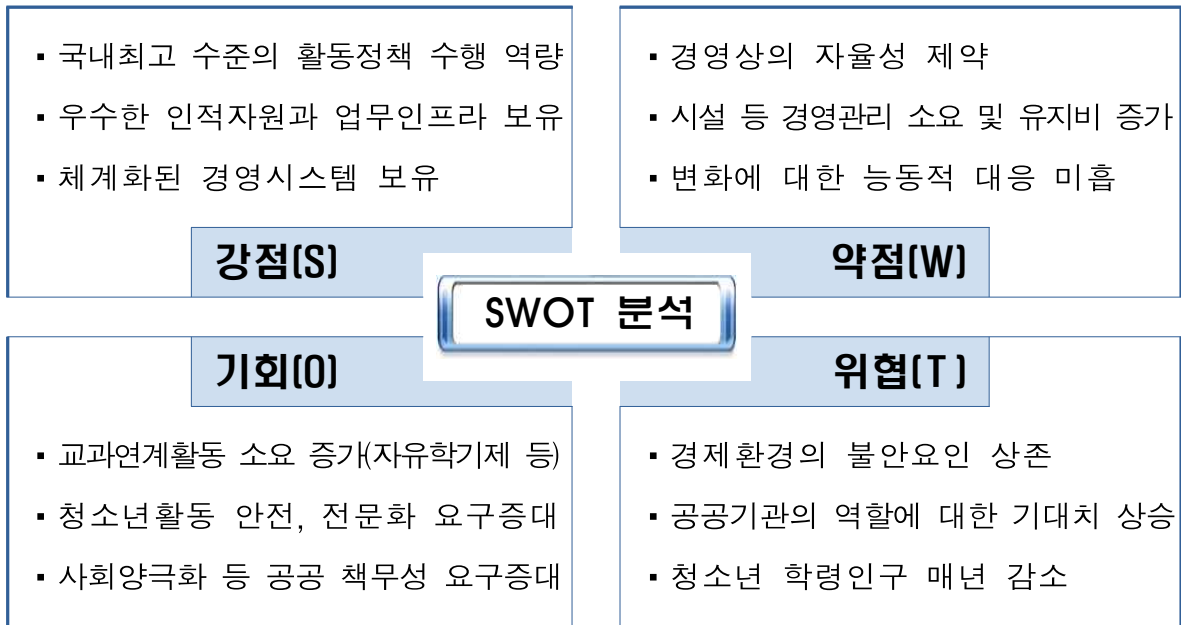 ▪ 국내최고 수준의 활동정책 수행 역량
▪ 우수한 인적자원과 업무인프라 보유
▪ 체계화된 경영시스템 보유
강점(S)
▪ 경영상의 자율성 제약
▪ 시설 등 경영관리 소요 및 유지비 증가
▪ 변화에 대한 능동적 대응 미흡
약점(W)
SWOT 분석
기회(O)
▪ 교과연계활동 소요 증가(자유학기제 등)
▪ 청소년활동 안전, 전문화 요구증대
▪ 사회양극화 등 공공 책무성 요구증대
위협(T)
▪ 경제환경의 불안요인 상존
▪ 공공기관의 역할에 대한 기대치 상승
▪ 청소년 학령인구 매년 감소